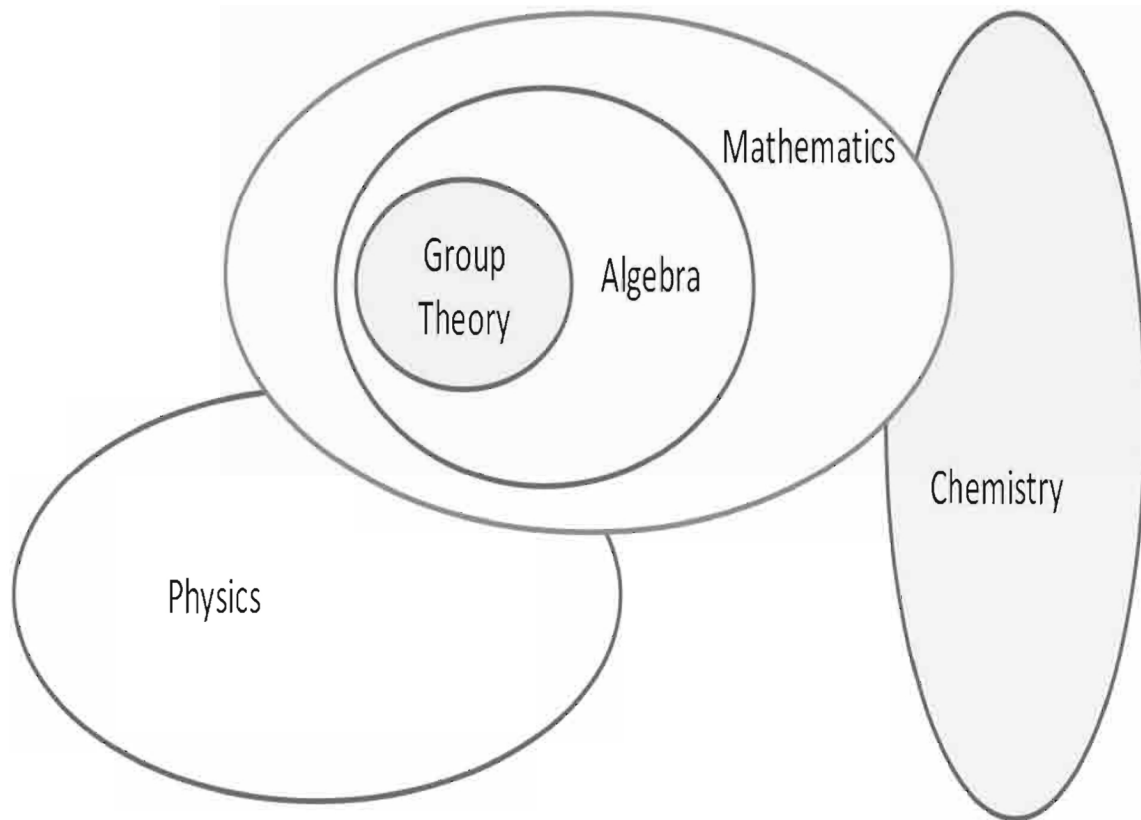 Mathematics
Group
Theory
Algebra
Chemistry
Physics